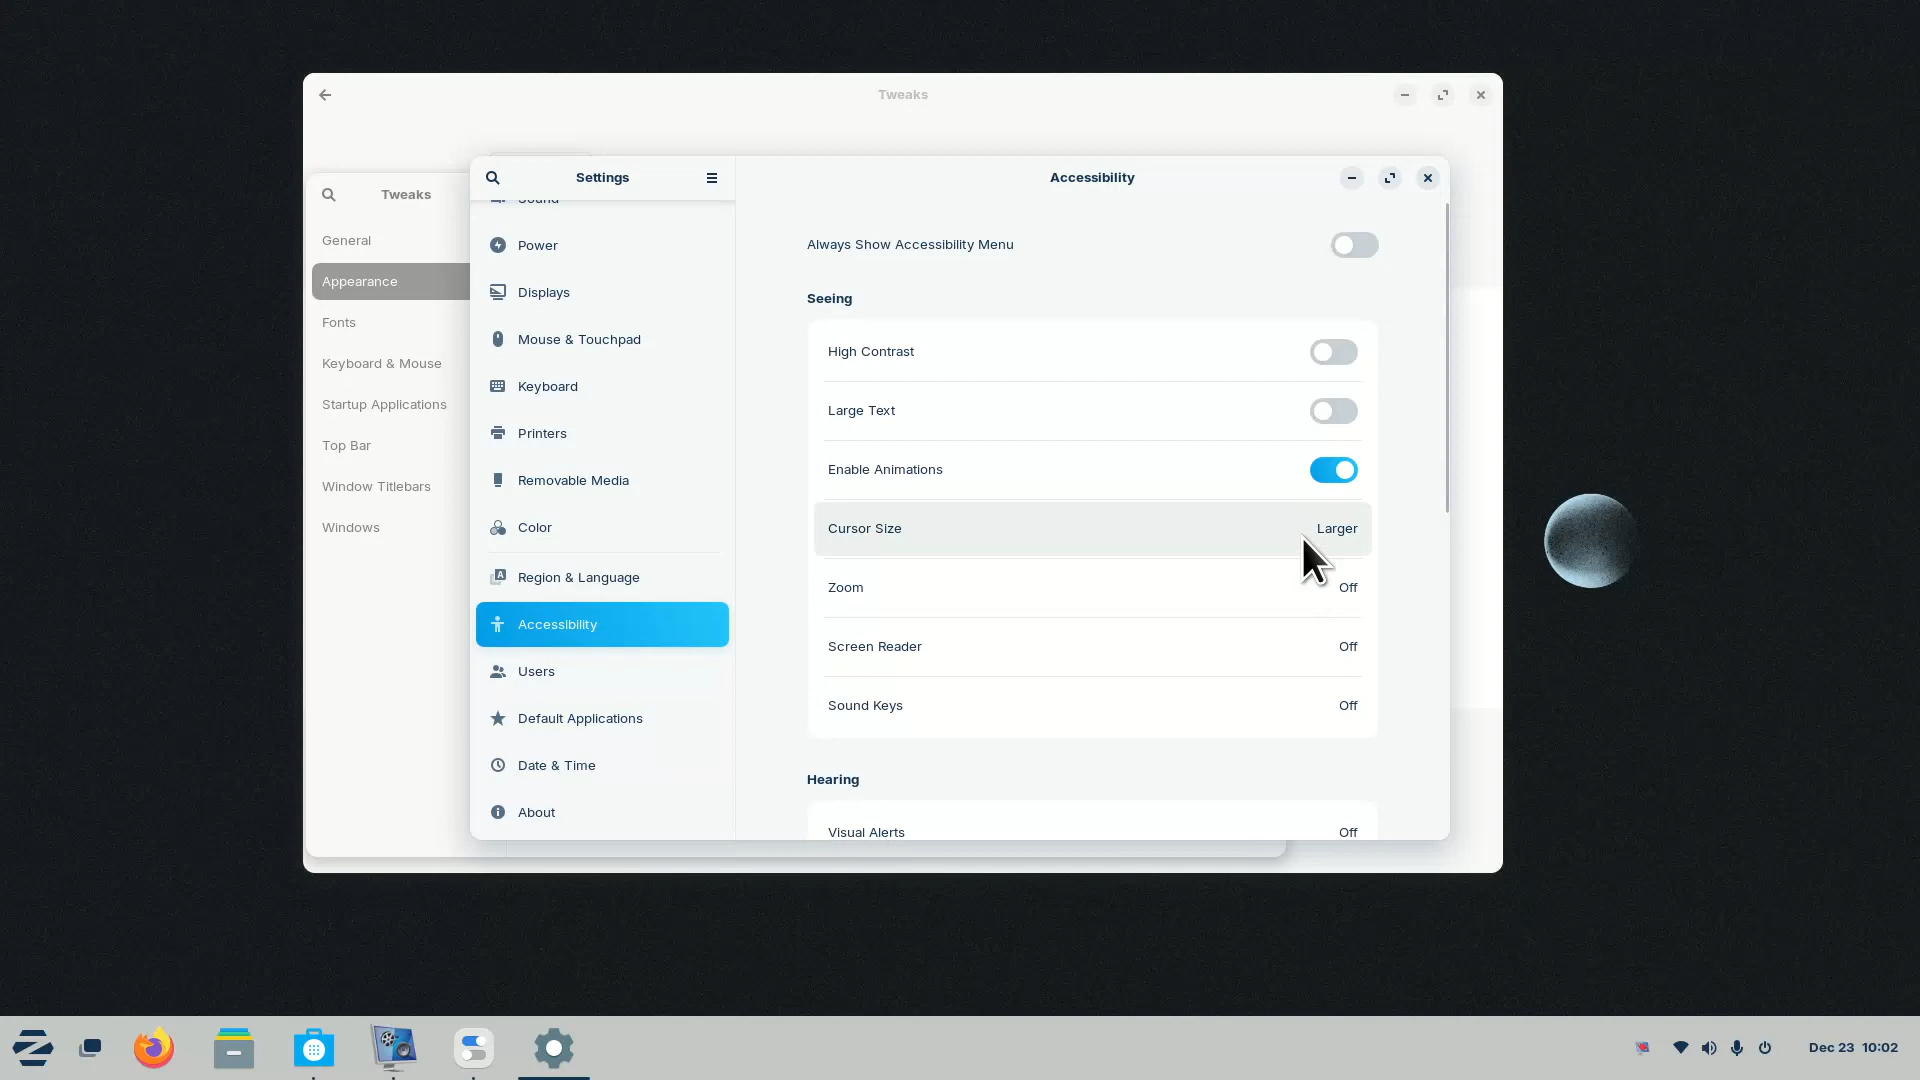 Tweaks
Tweaks
General
Appearance
Fonts
Keyboard & Mouse
Startup Applications
Top Bar
Window Titlebars
Windows
Settings
Sound
Power
Displays
Mouse & Touchpad
Keyboard
Printers
Removable Media
Color
Region & Language
Accessibility
Users
Default Applications
Date & Time
About
Accessibility
Always Show Accessibility Menu
Seeing
High Contrast
Large Text
Enable Animations
Cursor Size Larger
Zoom Off
Screen Reader Off
Sound Keys Off
Hearing
Visual Alerts Off
Dec 23 10:02